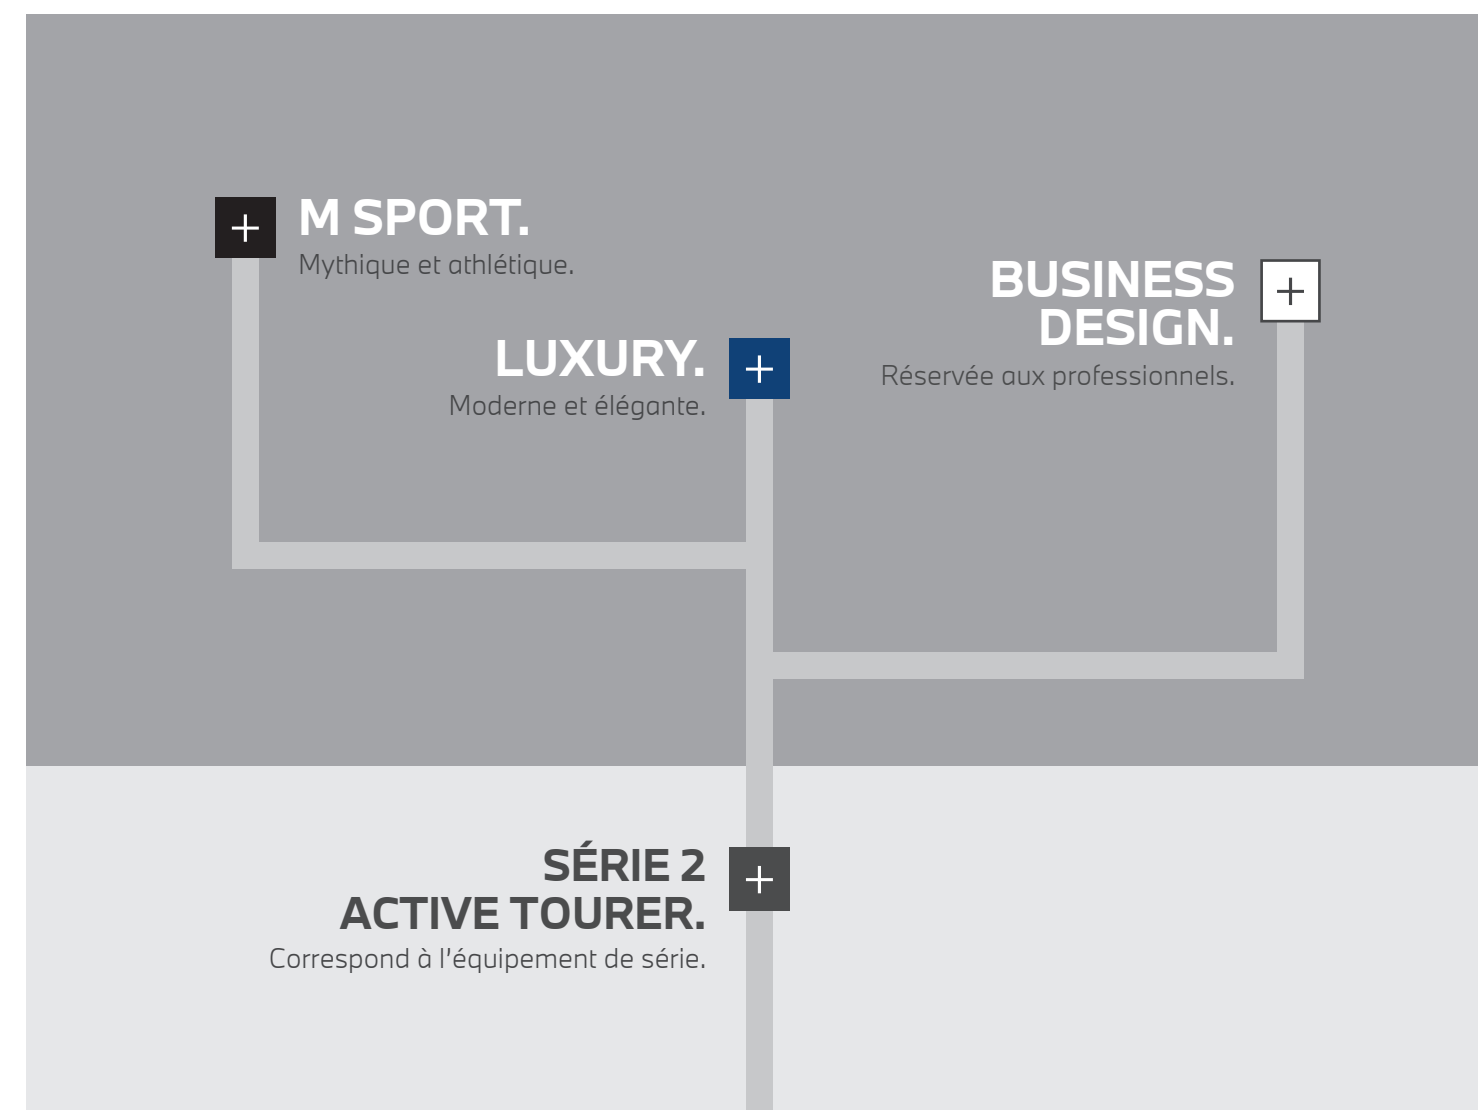 M SPORT.
Mythique et athlétique.
LUXURY.
Moderne et élégante.
BUSINESS
DESIGN.
Réservée aux professionnels.
SÉRIE 2
ACTIVE TOURER.
Correspond à l’équipement de série.